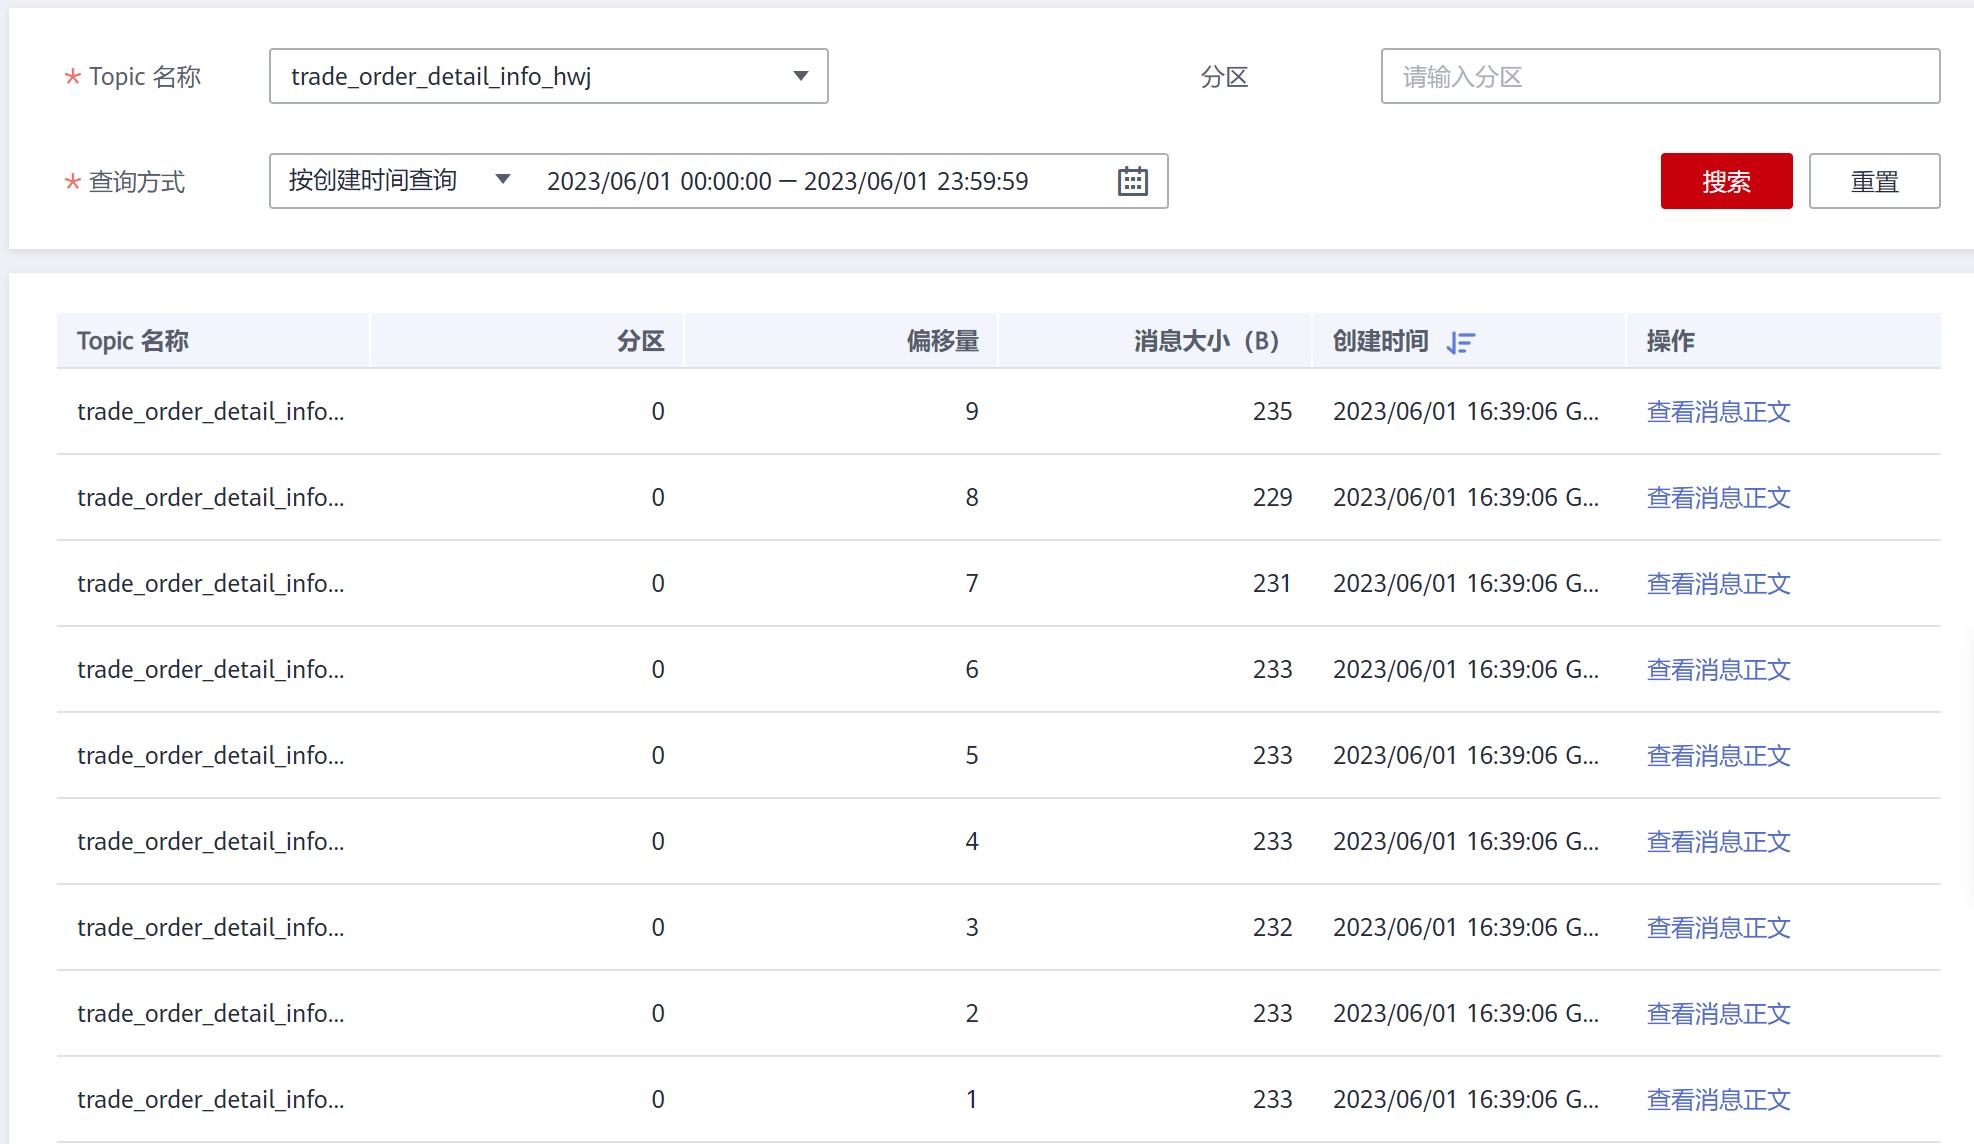 * Topic 名称 trade_order_detail_info_hwj 分区 请输入分区
* 查询方式 按创建时间查询 2023/06/01 00:00:00 — 2023/06/01 23:59:59 搜索 重置
Topic 名称 分区 偏移量 消息大小（B） 创建时间 操作
trade_order_detail_info... 0 9 235 2023/06/01 16:39:06 G... 查看消息正文
trade_order_detail_info... 0 8 229 2023/06/01 16:39:06 G... 查看消息正文
trade_order_detail_info... 0 7 231 2023/06/01 16:39:06 G... 查看消息正文
trade_order_detail_info... 0 6 233 2023/06/01 16:39:06 G... 查看消息正文
trade_order_detail_info... 0 5 233 2023/06/01 16:39:06 G... 查看消息正文
trade_order_detail_info... 0 4 233 2023/06/01 16:39:06 G... 查看消息正文
trade_order_detail_info... 0 3 232 2023/06/01 16:39:06 G... 查看消息正文
trade_order_detail_info... 0 2 233 2023/06/01 16:39:06 G... 查看消息正文
trade_order_detail_info... 0 1 233 2023/06/01 16:39:06 G... 查看消息正文